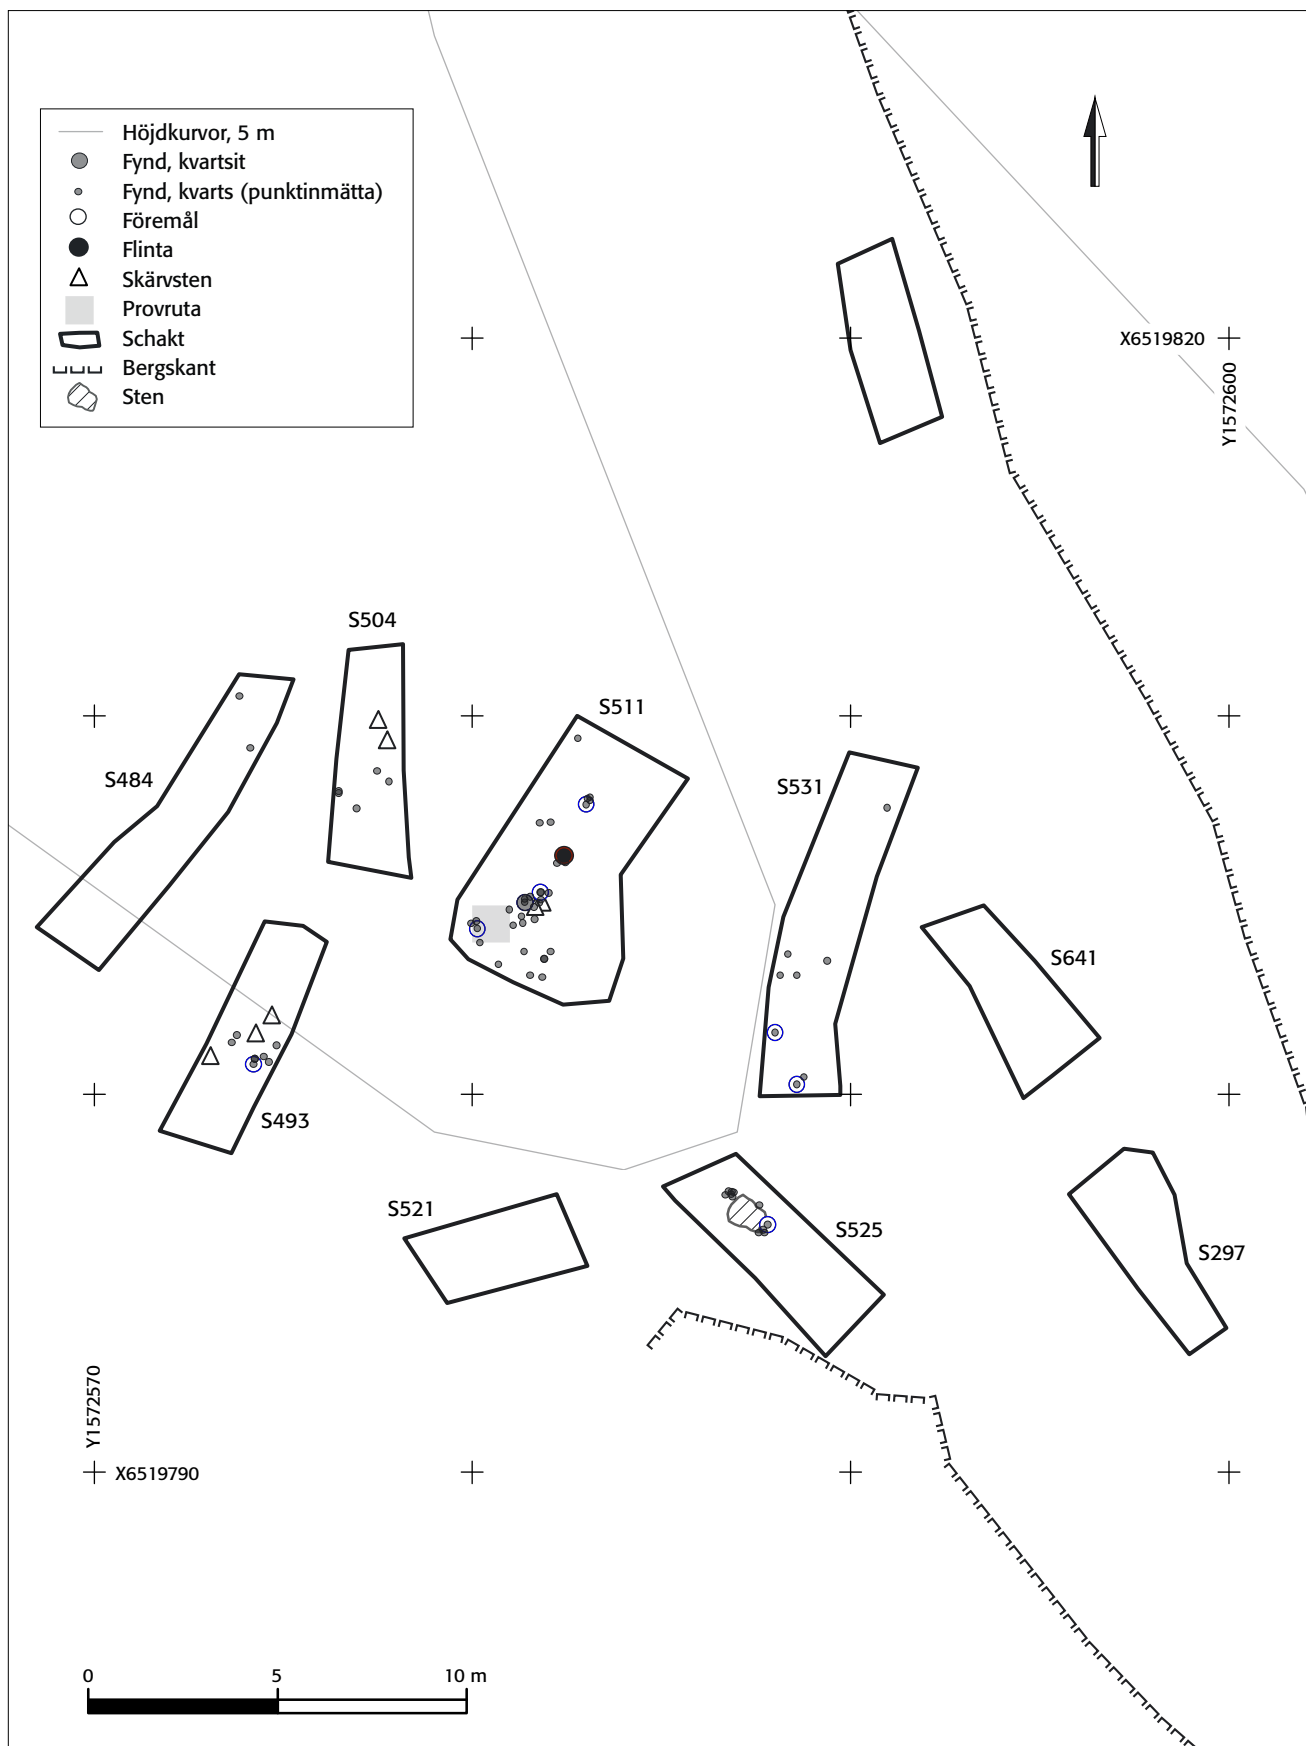 Höjdkurvor, 5 m
Fynd, kvartsit
Fynd, kvarts (punktinmätta)
Föremål
Flinta
Skärvsten
Provruta
Schakt
Bergskant
Sten
X6519820
Y1572600
S504
S511
S484
S531
S641
S493
S521
S525
S297
Y1572570
X6519790
0 5 10 m